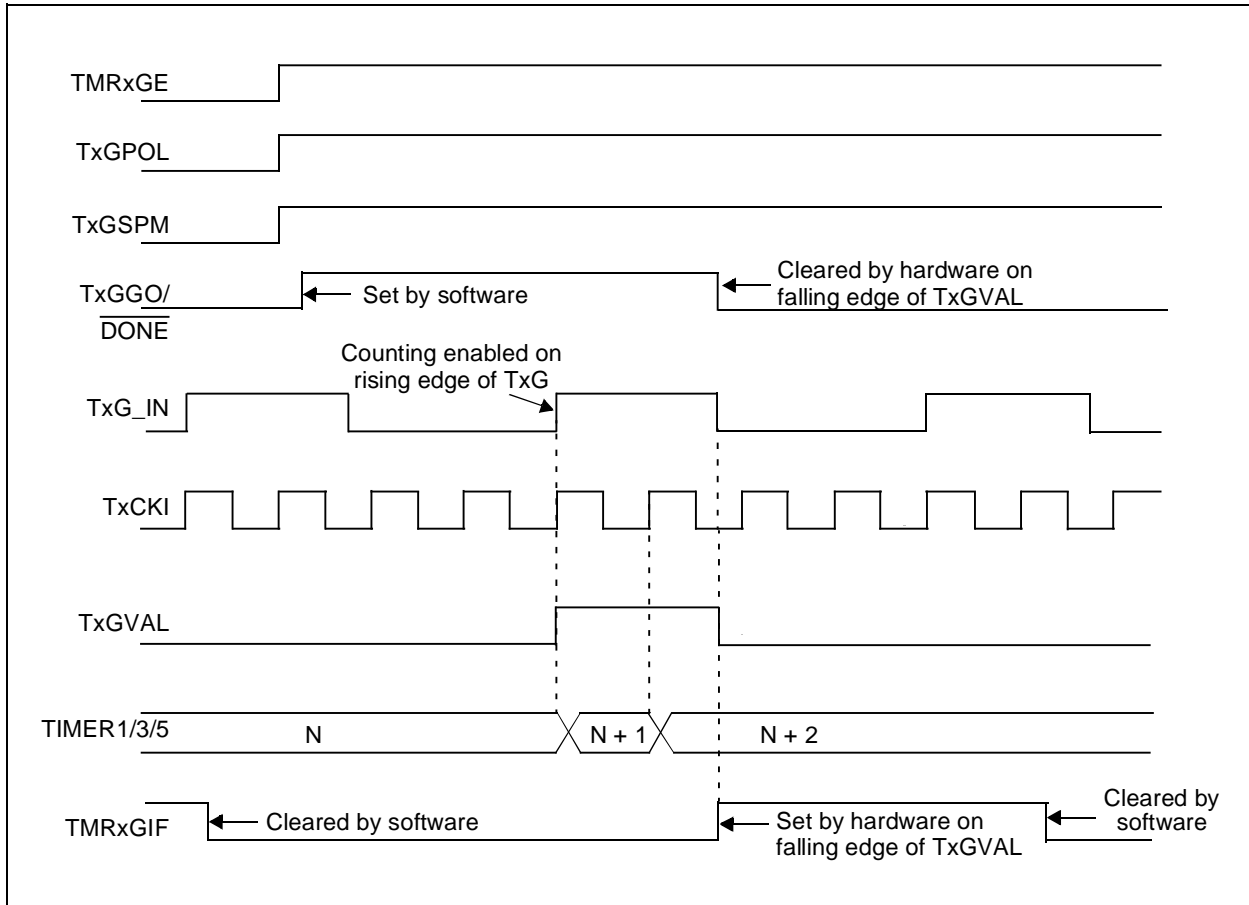 TMRxGE
TxGPOL
TxGSPM
TxGGO/
DONE
Set by software
Cleared by hardware on
falling edge of TxGVAL
Counting enabled on
rising edge of TxG
TxG_IN
TxCKI
TxGVAL
TIMER1/3/5
N
N + 1
N + 2
TMRxGIF
Cleared by software
Set by hardware on
falling edge of TxGVAL
Cleared by
software